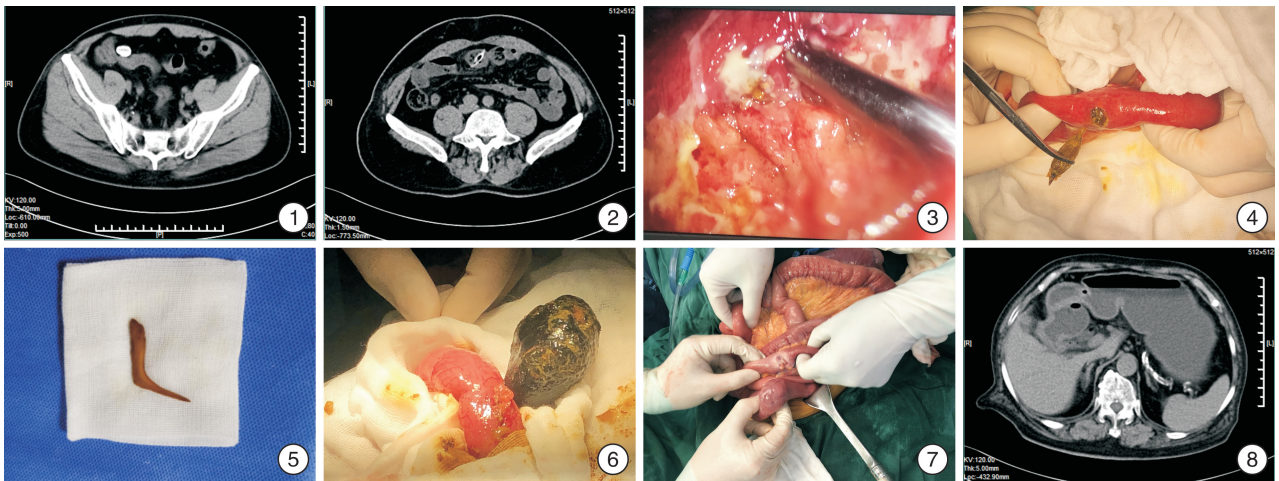 [R]
[L]
KV:120.00
Thk:5.00mm
Loc:-610.00mm
Tilt:0.00
Exp:500
[P]
C:40
1
512×512
[R]
[L]
KV:120.00
Thk:1.50mm
Loc:-773.50mm
2
3
4
5
6
7
512×512
[R]
[L]
KV:120.00
Thk:5.00mm
Loc:-432.90mm
8